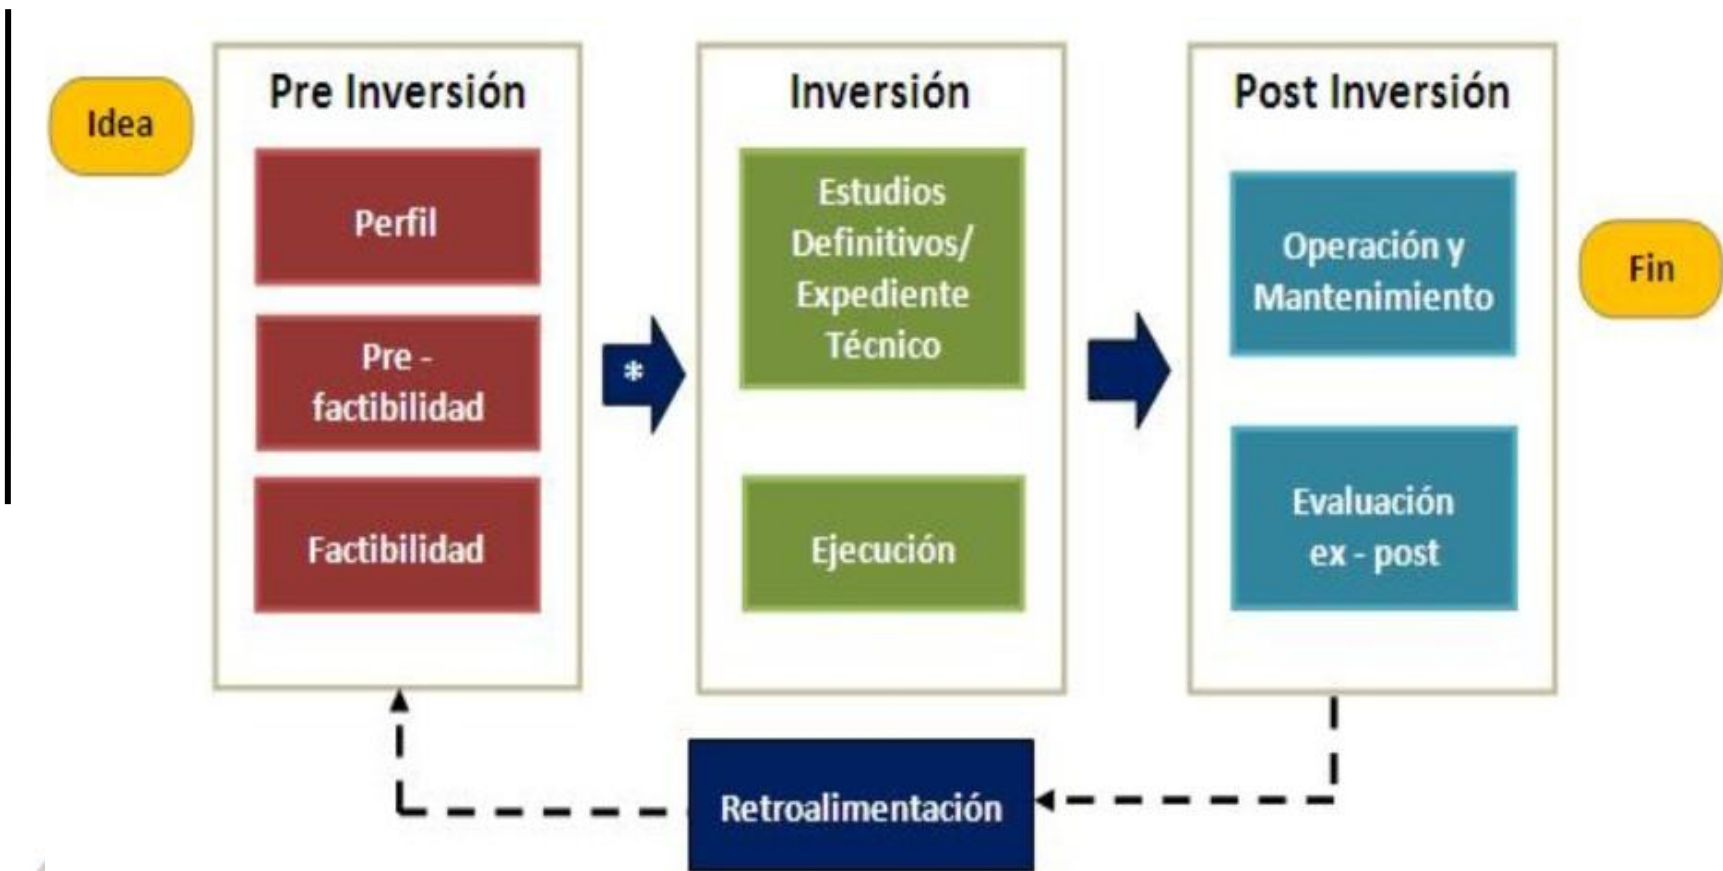 Idea
Pre Inversión
Perfil
Pre -
factibilidad
Factibilidad
*
Inversión
Estudios
Definitivos/
Expediente
Técnico
Ejecución
Post Inversión
Operación y
Mantenimiento
Evaluación
ex - post
Fin
Retroalimentación